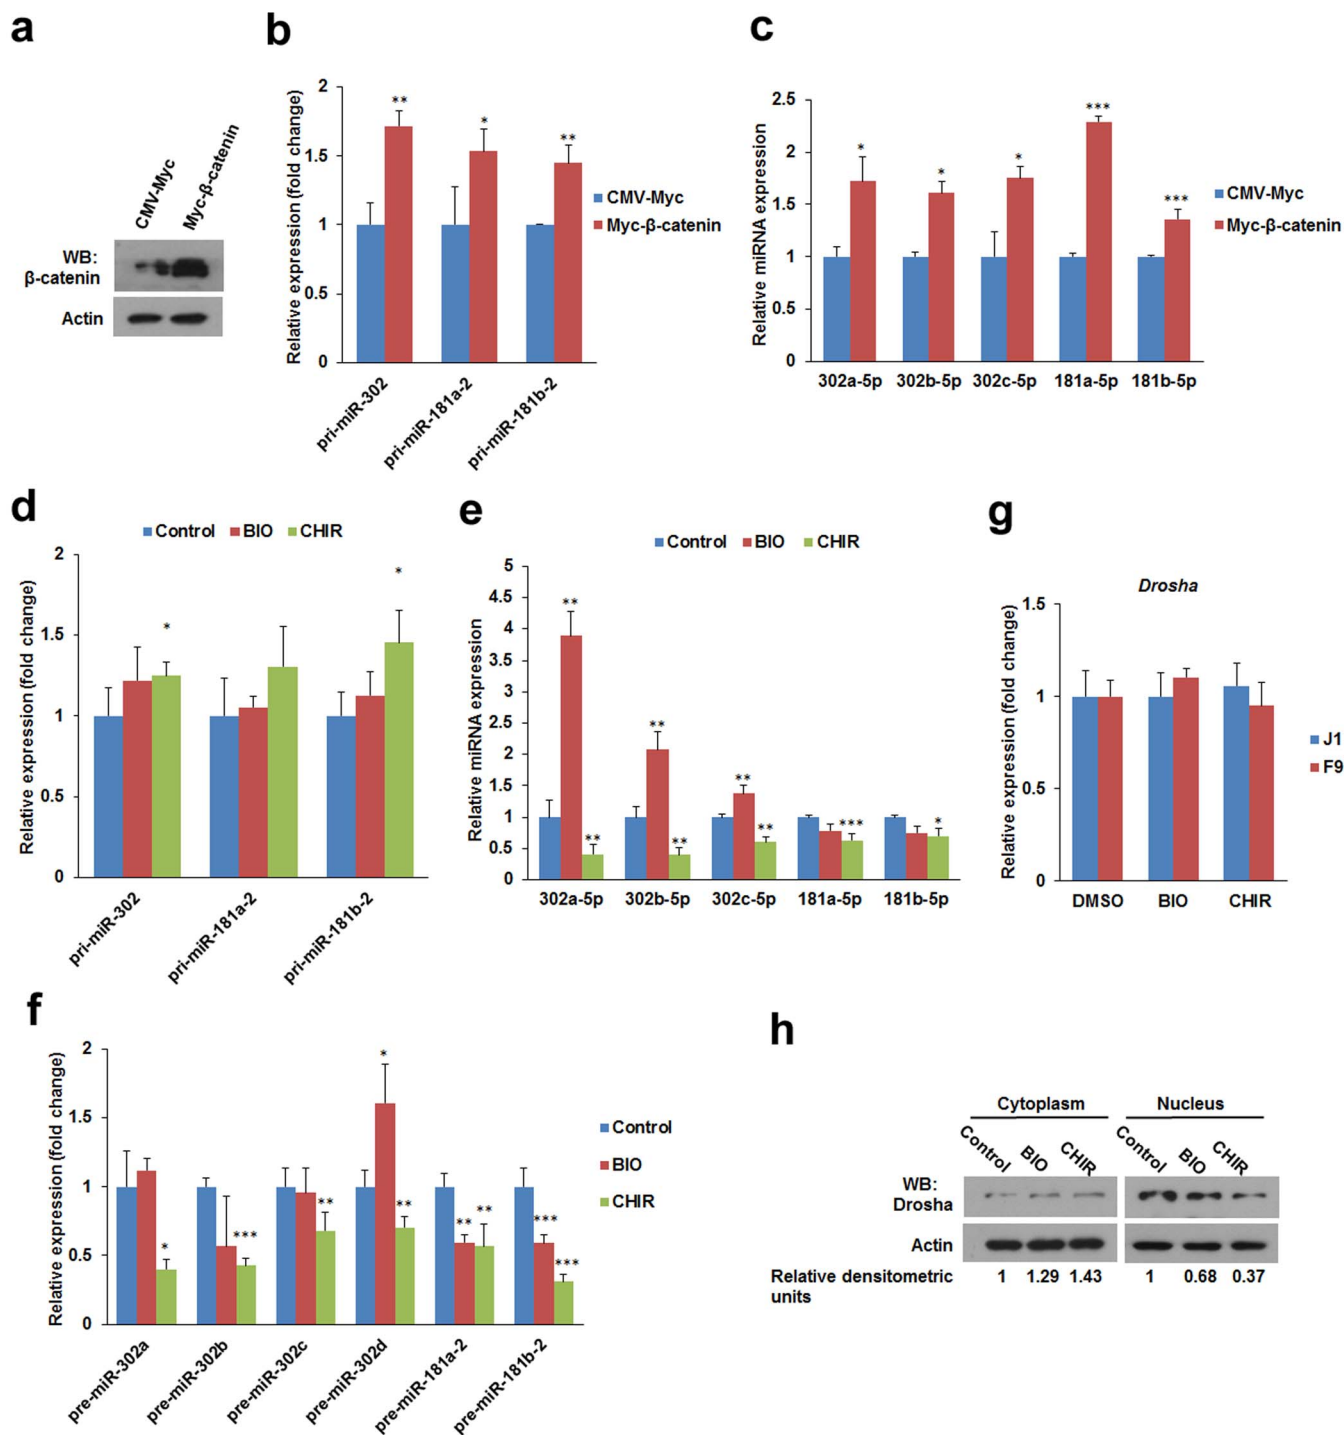 a
CMV-Myc
Myc-β-catenin
WB:
β-catenin
Actin
b
Relative expression (fold change)
2
**
*
**
1.5
1
0.5
0
pri-miR-302
pri-miR-181a-2
pri-miR-181b-2
CMV-Myc
Myc-β-catenin
c
Relative miRNA expression
2.5
***
2
*
*
*
***
1.5
1
0.5
0
302a-5p 302b-5p 302c-5p 181a-5p 181b-5p
CMV-Myc
Myc-β-catenin
d
Control BIO CHIR
Relative expression (fold change)
2
*
*
1.5
1
0.5
0
pri-miR-302
pri-miR-181a-2
pri-miR-181b-2
e
Control BIO CHIR
Relative miRNA expression
5
4.5
**
4
3.5
3
2.5
**
2
**
1.5
1
** ** ** *** *
0.5
0
302a-5p 302b-5p 302c-5p 181a-5p 181b-5p
g
Drosha
Relative expression (fold change)
1.5
1
0.5
0
DMSO BIO CHIR
J1
F9
f
Relative expression (fold change)
2
*
1.5
1
* *** ** ** ** ** *** ***
0.5
0
pre-miR-302a
pre-miR-302b
pre-miR-302c
pre-miR-302d
pre-miR-181a-2
pre-miR-181b-2
Control
BIO
CHIR
h
Cytoplasm Nucleus
Control BIO CHIR Control BIO CHIR
WB:
Drosha
Actin
Relative densitometric
units
1 1.29 1.43 1 0.68 0.37